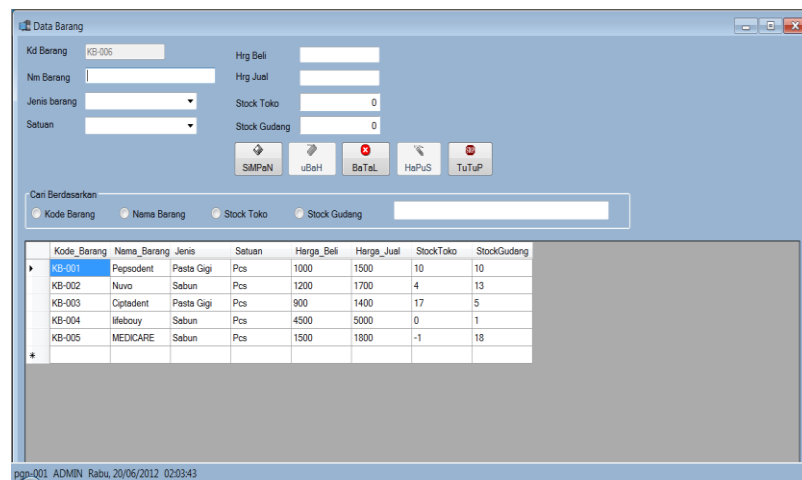 Data Barang
Kd Barang KB-006 Hrg Beli
Nm Barang Hrg Jual
Jenis barang Stock Toko 0
Satuan Stock Gudang 0
SiMPaN uBaH BaTaL HaPuS TuTuP
Cari Berdasarkan
Kode Barang Nama Barang Stock Toko Stock Gudang
Kode_Barang Nama_Barang Jenis Satuan Harga_Beli Harga_Jual StockToko StockGudang
KB-001 Pepsodent Pasta Gigi Pcs 1000 1500 10 10
KB-002 Nuvo Sabun Pcs 1200 1700 4 13
KB-003 Ciptadent Pasta Gigi Pcs 900 1400 17 5
KB-004 lifebouy Sabun Pcs 4500 5000 0 1
KB-005 MEDICARE Sabun Pcs 1500 1800 -1 18
pgn-001 ADMIN Rabu, 20/06/2012 02:03:43